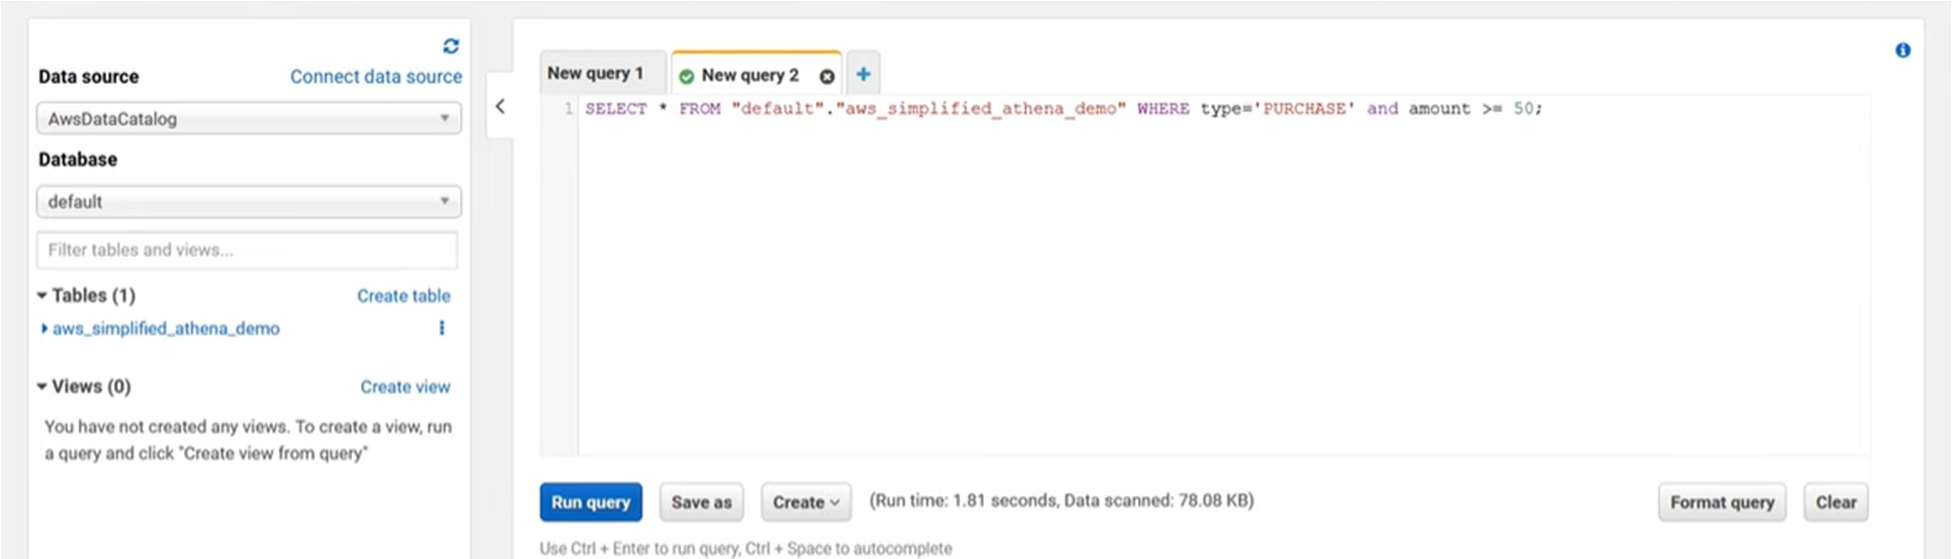 Data source
Connect data source
AwsDataCatalog
Database
default
Filter tables and views...
Tables (1)
Create table
aws_simplified_athena_demo
Views (0)
Create view
You have not created any views. To create a view, run
a query and click "Create view from query"
New query 1
New query 2
1 SELECT * FROM "default"."aws_simplified_athena_demo" WHERE type='PURCHASE' and amount >= 50;
Run query
Save as
Create
(Run time: 1.81 seconds, Data scanned: 78.08 KB)
Format query
Clear
Use Ctrl + Enter to run query, Ctrl + Space to autocomplete